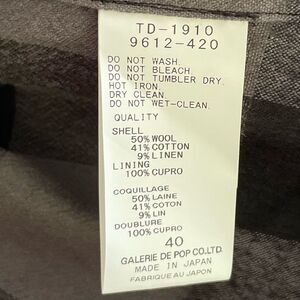 TD-1910
9612-420
DO NOT WASH.
DO NOT BLEACH.
DO NOT TUMBLER DRY.
HOT IRON.
DRY CLEAN.
DO NOT WET-CLEAN.
QUALITY
SHELL
50% WOOL
41% COTTON
9% LINEN
LINING
100% CUPRO
COQUILLAGE
50% LAINE
41% COTON
9% LIN
DOUBLURE
100% CUPRO
40
GALERIE DE POP CO.LTD.
MADE IN JAPAN
FABRIQUE AU JAPON